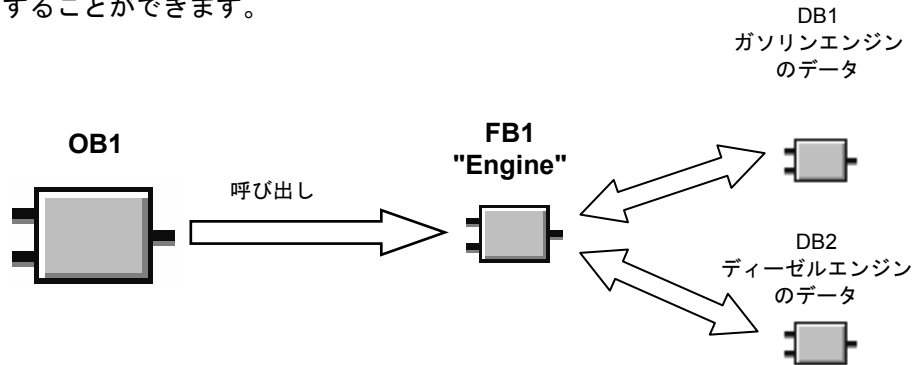 することができます。
DB1
ガソリンエンジン
のデータ
OB1
呼び出し
FB1
"Engine"
DB2
ディーゼルエンジン
のデータ